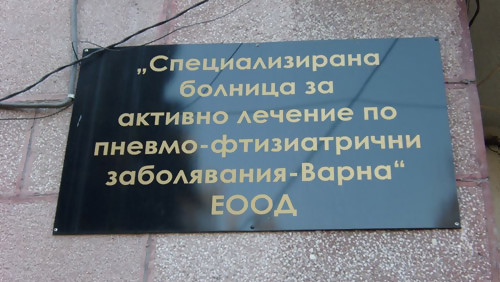 „Специализирана
болница за
активно лечение по
пневмо-фтизиатрични
заболявания-Варна“
ЕООД